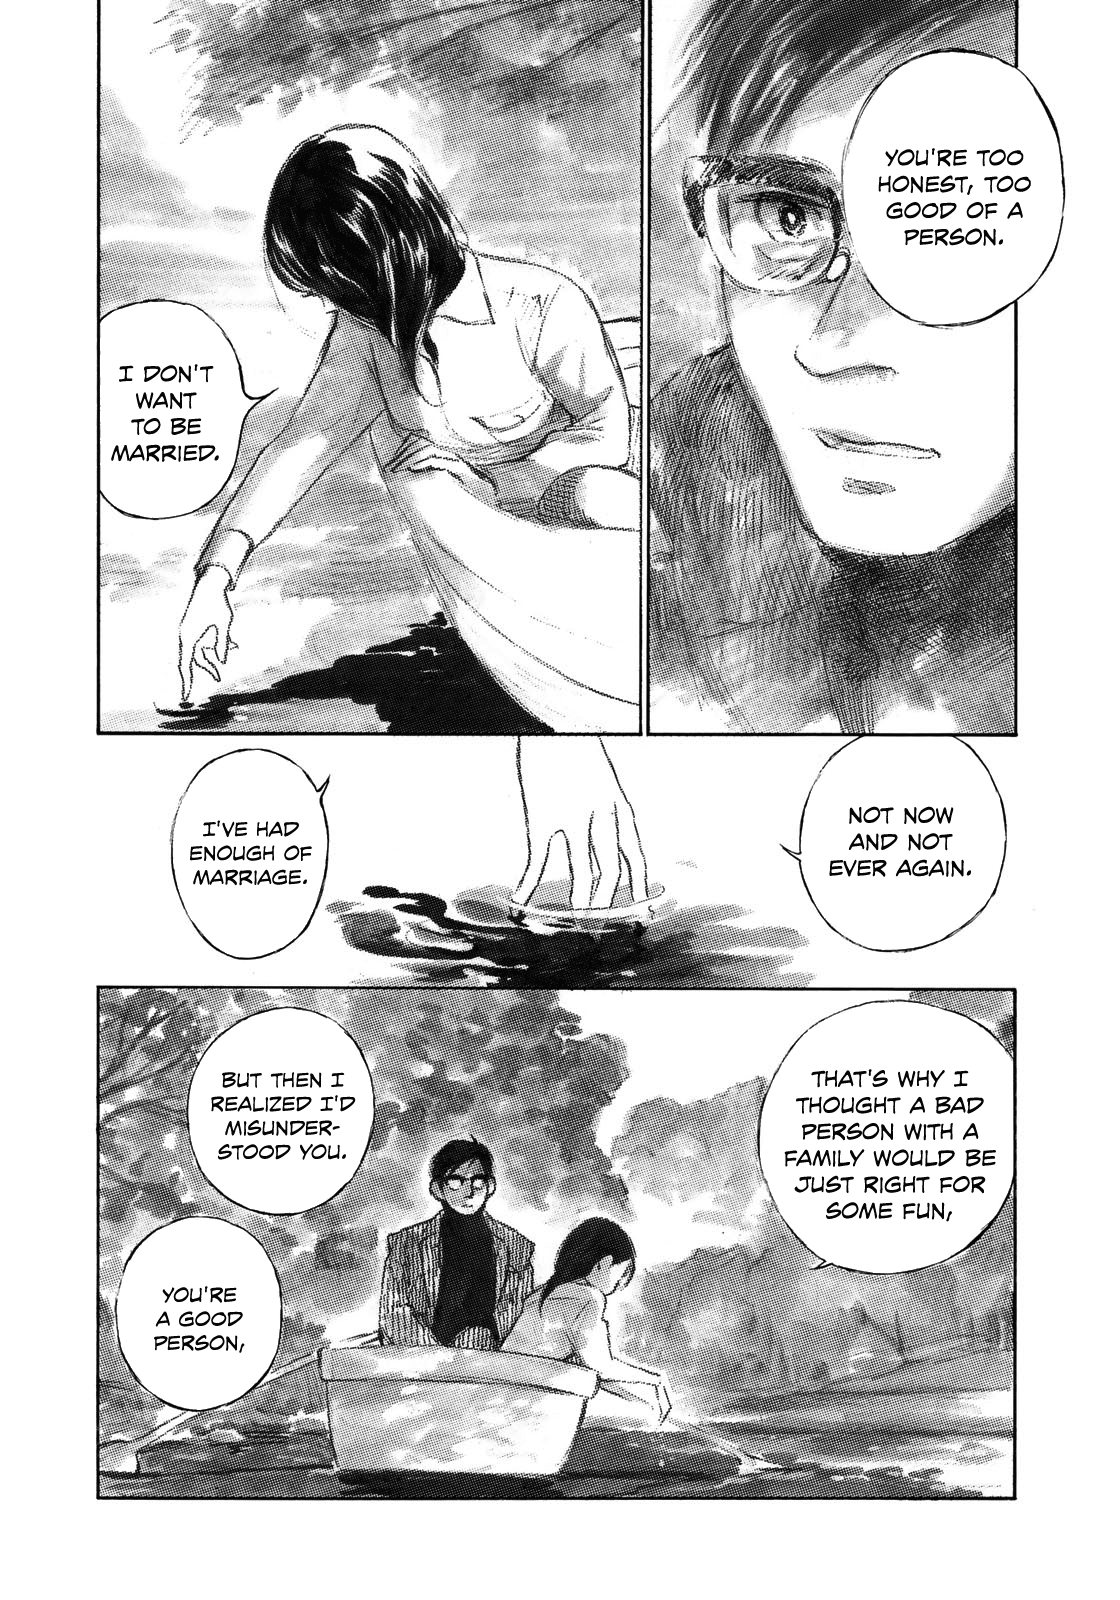 YOU'RE TOO
HONEST, TOO
GOOD OF A
PERSON.
I DON'T
WANT
TO BE
MARRIED.
NOT NOW
AND NOT
EVER AGAIN.
I'VE HAD
ENOUGH OF
MARRIAGE.
THAT'S WHY I
THOUGHT A BAD
PERSON WITH A
FAMILY WOULD BE
JUST RIGHT FOR
SOME FUN,
BUT THEN I
REALIZED I'D
MISUNDER-
STOOD YOU.
YOU'RE
A GOOD
PERSON,